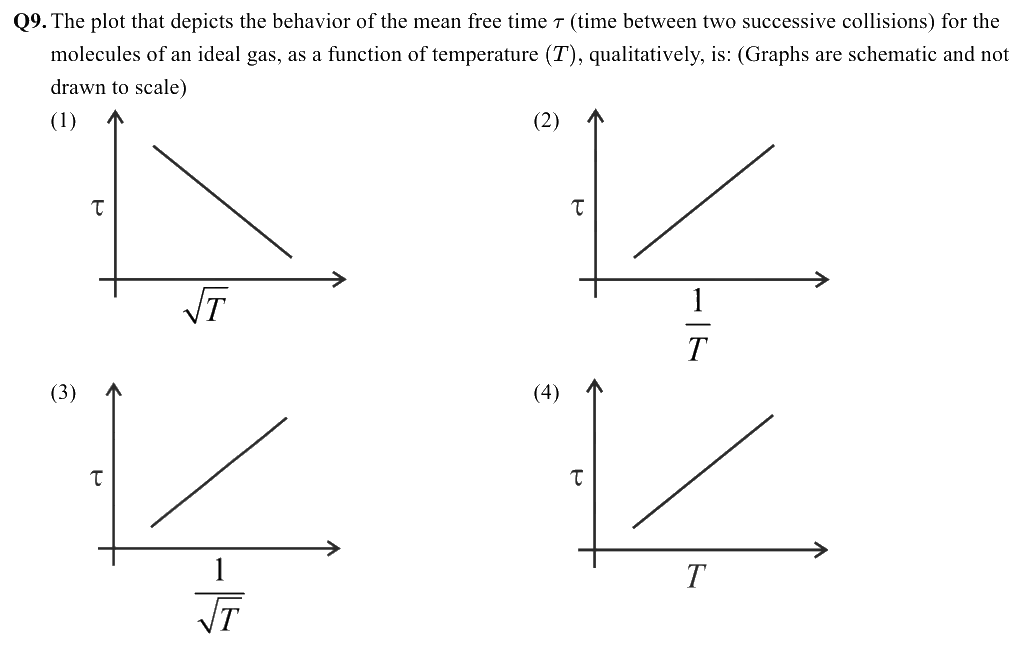 Q9. The plot that depicts the behavior of the mean free time τ (time between two successive collisions) for the
molecules of an ideal gas, as a function of temperature (T), qualitatively, is: (Graphs are schematic and not
drawn to scale)
(1)
τ
√T
(2)
τ
1/T
(3)
τ
1/√T
(4)
τ
T